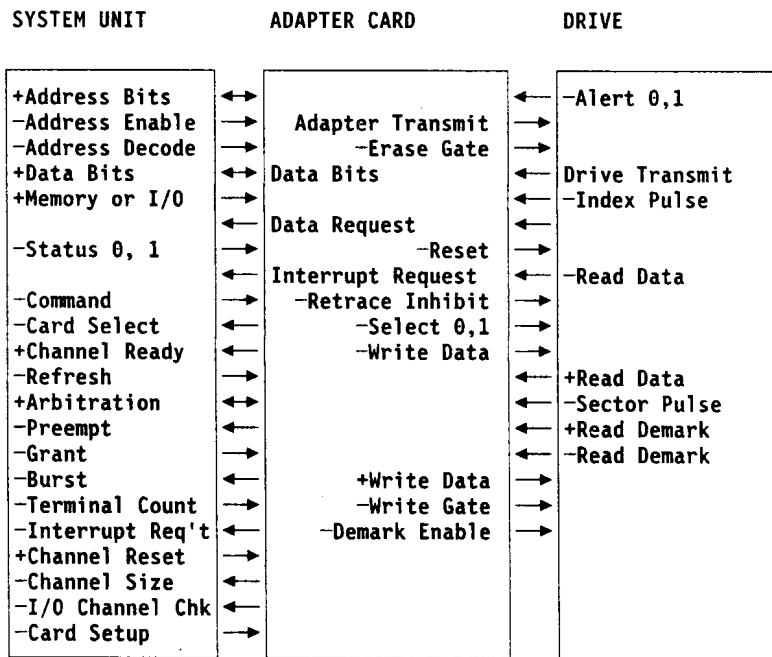 SYSTEM UNIT ADAPTER CARD DRIVE
+Address Bits ↔ ← −Alert 0,1
−Address Enable → Adapter Transmit →
−Address Decode → −Erase Gate →
+Data Bits ↔ Data Bits ← Drive Transmit
+Memory or I/O → ← −Index Pulse
← Data Request ←
−Status 0, 1 → −Reset →
← Interrupt Request ← −Read Data
−Command → −Retrace Inhibit →
−Card Select ← −Select 0,1 →
+Channel Ready ← −Write Data →
−Refresh → ← +Read Data
+Arbitration ↔ ← −Sector Pulse
−Preempt ← ← +Read Demark
−Grant → ← −Read Demark
−Burst ← +Write Data →
−Terminal Count → −Write Gate →
−Interrupt Req't ← −Demark Enable →
+Channel Reset →
−Channel Size ←
−I/O Channel Chk ←
−Card Setup →